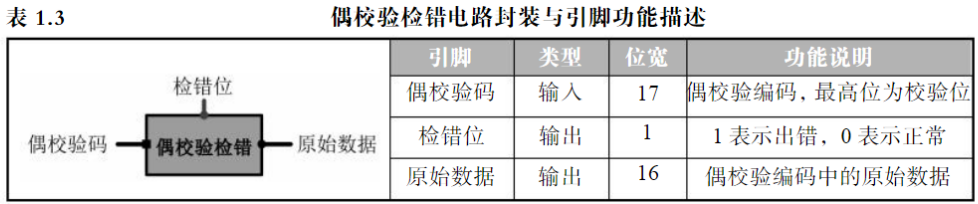 表 1.3 偶校验检错电路封装与引脚功能描述
检错位
偶校验码 偶校验检错 原始数据
引脚 类型 位宽 功能说明
偶校验码 输入 17 偶校验编码，最高位为校验位
检错位 输出 1 1 表示出错，0 表示正常
原始数据 输出 16 偶校验编码中的原始数据